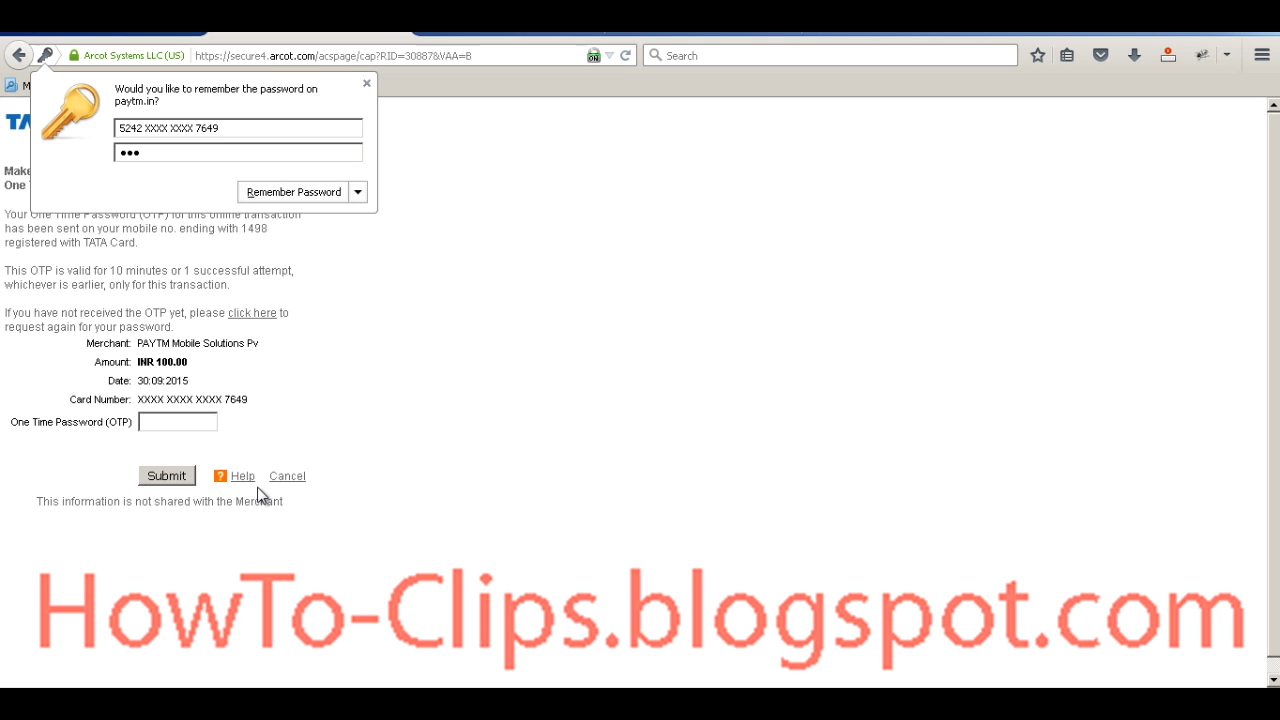 Arcot Systems LLC (US)
https://secure4.arcot.com/acspage/cap?RID=30887&VAA=B
Search
M
Would you like to remember the password on
paytm.in?
5242 XXXX XXXX 7649
Remember Password
TA
Make
One
Your One Time Password (OTP) for this online transaction
has been sent on your mobile no. ending with 1498
registered with TATA Card.
This OTP is valid for 10 minutes or 1 successful attempt,
whichever is earlier, only for this transaction.
If you have not received the OTP yet, please click here to
request again for your password.
Merchant: PAYTM Mobile Solutions Pv
Amount: INR 100.00
Date: 30:09:2015
Card Number: XXXX XXXX XXXX 7649
One Time Password (OTP)
Submit ? Help Cancel
This information is not shared with the Merchant
HowTo-Clips.blogspot.com